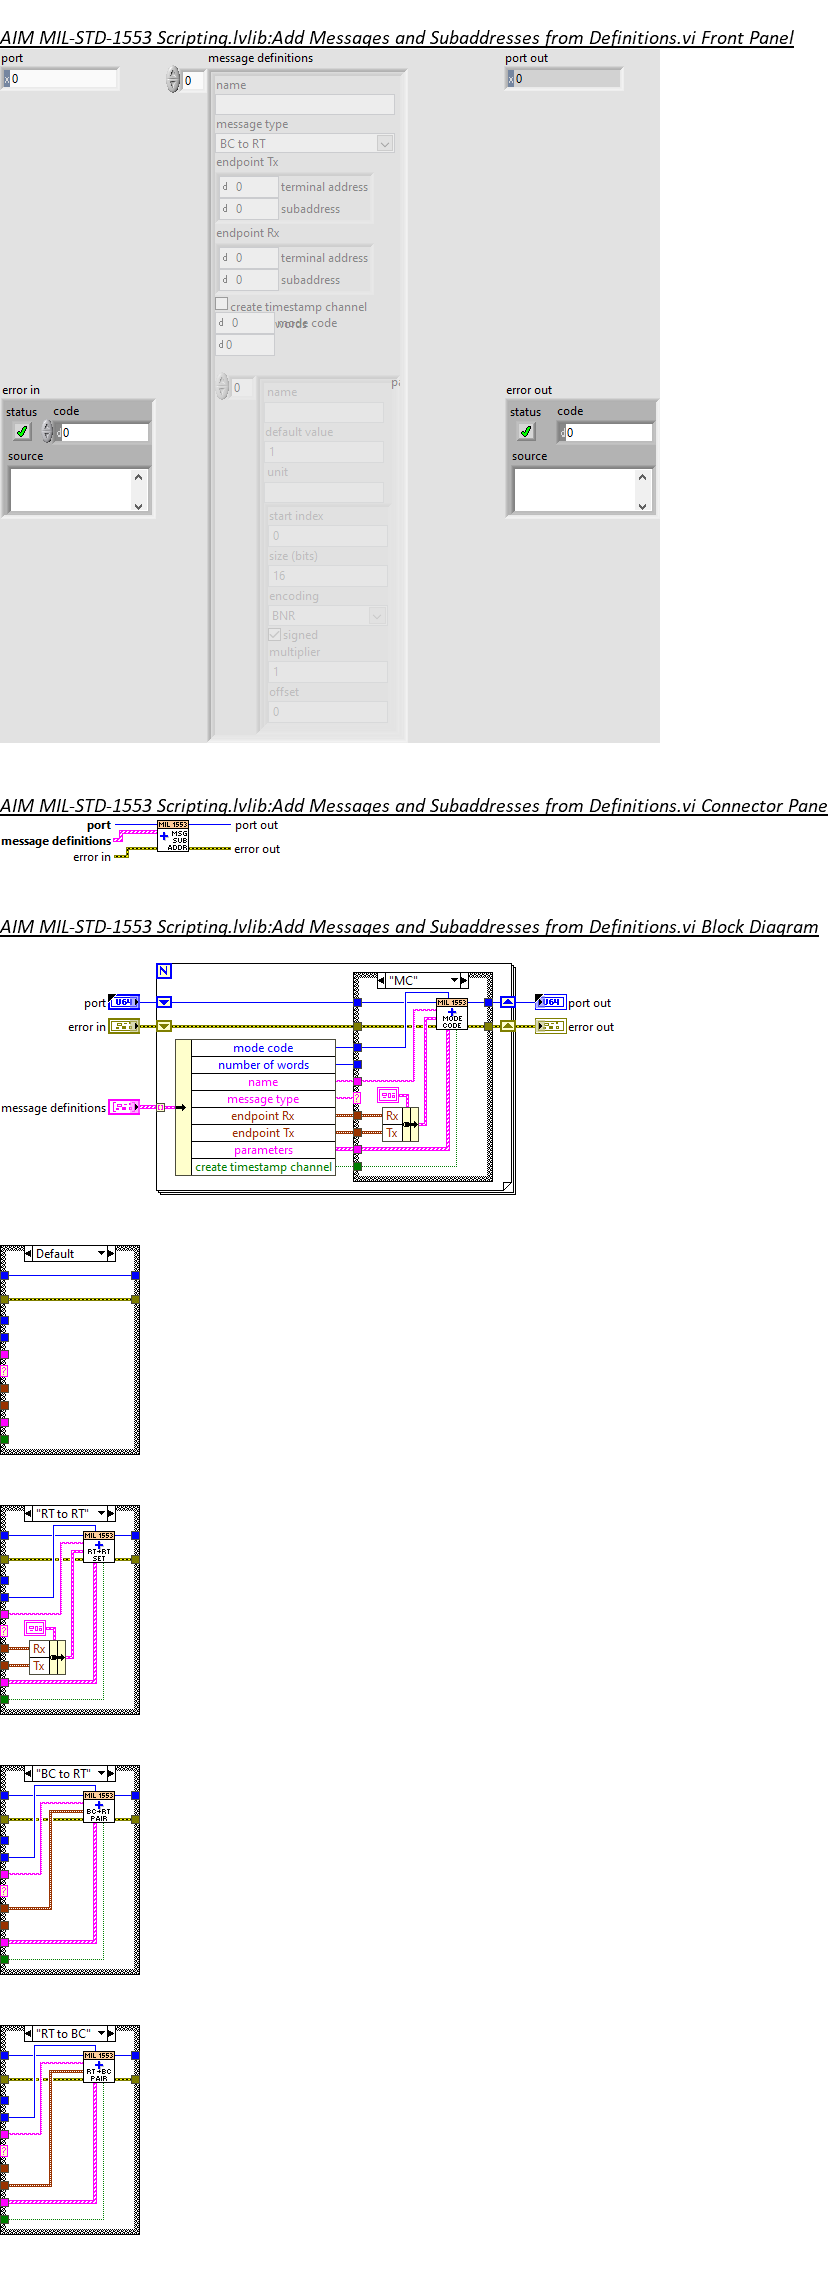 AIM MIL-STD-1553 Scripting.lvlib:Add Messages and Subaddresses from Definitions.vi Front Panel
port
message definitions
port out
x 0
0
x 0
name
message type
BC to RT
endpoint Tx
d 0 terminal address
d 0 subaddress
endpoint Rx
d 0 terminal address
d 0 subaddress
create timestamp channel
d 0 mode code
words
d 0
0
name
default value
1
unit
start index
0
size (bits)
16
encoding
BNR
signed
multiplier
1
offset
0
error in
status code
d 0
source
error out
status code
d 0
source
AIM MIL-STD-1553 Scripting.lvlib:Add Messages and Subaddresses from Definitions.vi Connector Pane
port
message definitions
error in
MIL 1553
MSG
SUB
ADDR
port out
error out
AIM MIL-STD-1553 Scripting.lvlib:Add Messages and Subaddresses from Definitions.vi Block Diagram
N
"MC"
port U64
MIL 1553
MODE
CODE
U64 port out
error in
error out
mode code
number of words
name
message type
message definitions
endpoint Rx
endpoint Tx
parameters
create timestamp channel
?
Rx
Tx
Default
?
"RT to RT"
MIL 1553
RT→RT
SET
?
Rx
Tx
"BC to RT"
MIL 1553
BC→RT
PAIR
?
"RT to BC"
MIL 1553
RT→BC
PAIR
?